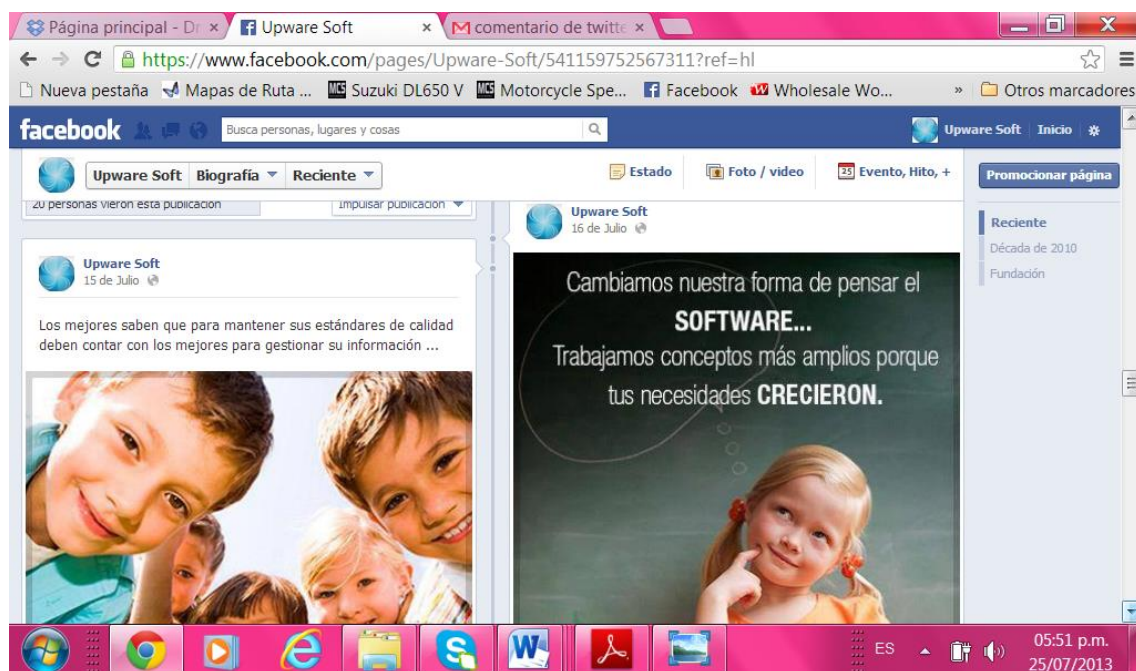 Página principal - Dr
Upware Soft
comentario de twitte
https://www.facebook.com/pages/Upware-Soft/541159752567311?ref=hl
Nueva pestaña
Mapas de Ruta ...
MCS Suzuki DL650 V
MCS Motorcycle Spe...
Facebook
Wholesale Wo...
»
Otros marcadores
facebook
Busca personas, lugares y cosas
Upware Soft
Inicio
Upware Soft
Biografía
Reciente
Estado
Foto / video
25 Evento, Hito, +
Promocionar página
20 personas vieron esta publicación
Impulsar publicación
Upware Soft
15 de Julio
Los mejores saben que para mantener sus estándares de calidad
deben contar con los mejores para gestionar su información ...
Upware Soft
16 de Julio
Cambiamos nuestra forma de pensar el
SOFTWARE...
Trabajamos conceptos más amplios porque
tus necesidades CRECIERON.
Reciente
Década de 2010
Fundación
ES
05:51 p.m.
25/07/2013